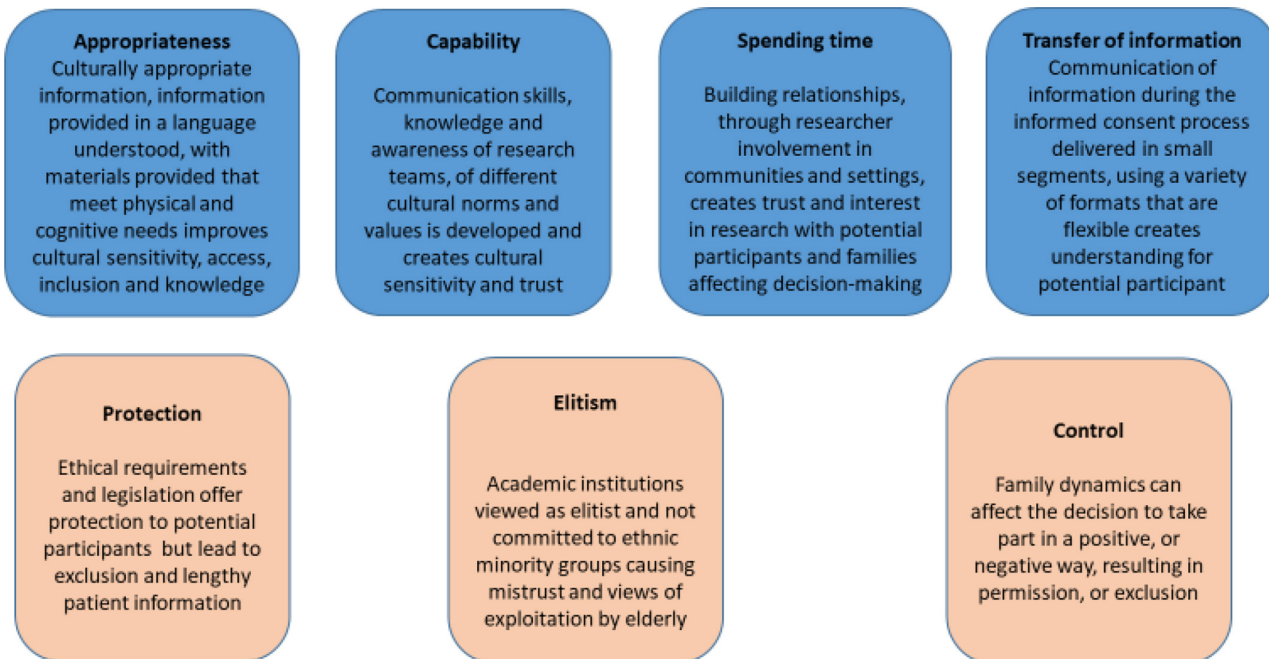 Appropriateness
Culturally appropriate
information, information
provided in a language
understood, with
materials provided that
meet physical and
cognitive needs improves
cultural sensitivity, access,
inclusion and knowledge
Capability
Communication skills,
knowledge and
awareness of research
teams, of different
cultural norms and
values is developed and
creates cultural
sensitivity and trust
Spending time
Building relationships,
through researcher
involvement in
communities and settings,
creates trust and interest
in research with potential
participants and families
affecting decision-making
Transfer of information
Communication of
information during the
informed consent process
delivered in small
segments, using a variety
of formats that are
flexible creates
understanding for
potential participant
Protection
Ethical requirements
and legislation offer
protection to potential
participants but lead to
exclusion and lengthy
patient information
Elitism
Academic institutions
viewed as elitist and not
committed to ethnic
minority groups causing
mistrust and views of
exploitation by elderly
Control
Family dynamics can
affect the decision to take
part in a positive, or
negative way, resulting in
permission, or exclusion